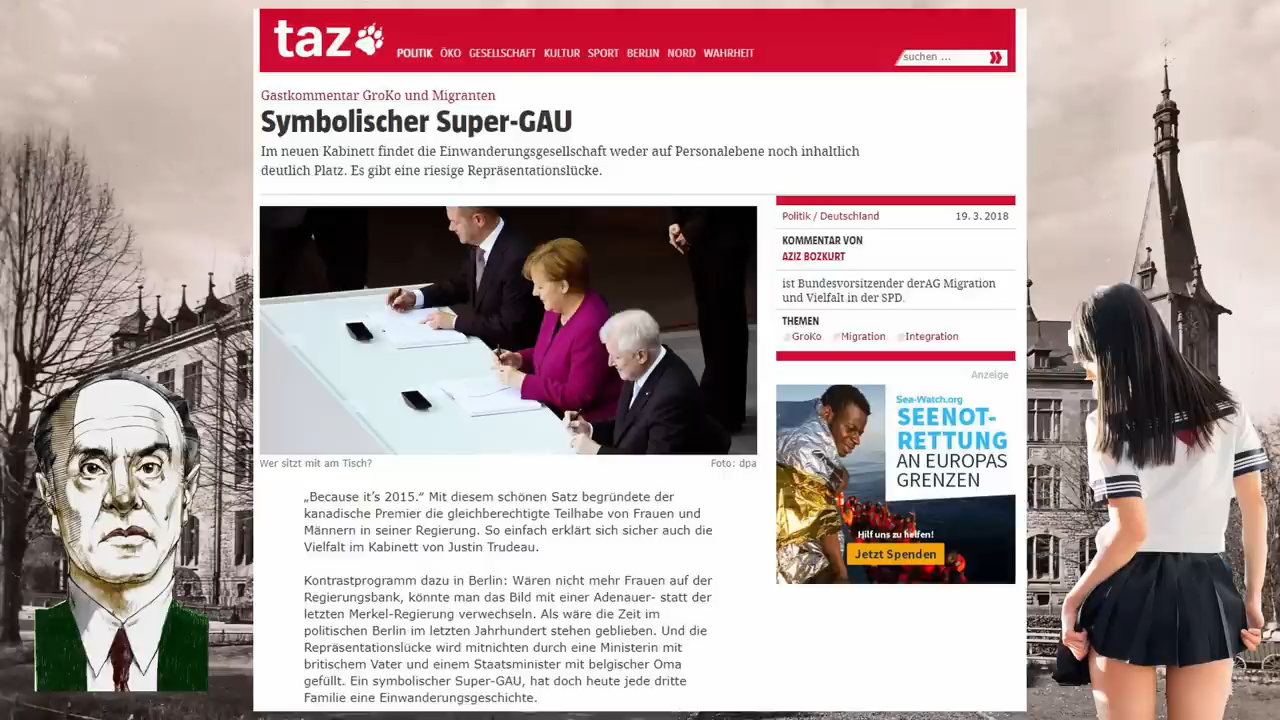 taz
POLITIK ÖKO GESELLSCHAFT KULTUR SPORT BERLIN NORD WAHRHEIT
suchen ...
Gastkommentar GroKo und Migranten
Symbolischer Super-GAU
Im neuen Kabinett findet die Einwanderungsgesellschaft weder auf Personalebene noch inhaltlich
deutlich Platz. Es gibt eine riesige Repräsentationslücke.
Wer sitzt mit am Tisch? Foto: dpa
„Because it’s 2015.“ Mit diesem schönen Satz begründete der
kanadische Premier die gleichberechtigte Teilhabe von Frauen und
Männern in seiner Regierung. So einfach erklärt sich sicher auch die
Vielfalt im Kabinett von Justin Trudeau.
Kontrastprogramm dazu in Berlin: Wären nicht mehr Frauen auf der
Regierungsbank, könnte man das Bild mit einer Adenauer- statt der
letzten Merkel-Regierung verwechseln. Als wäre die Zeit im
politischen Berlin im letzten Jahrhundert stehen geblieben. Und die
Repräsentationslücke wird mitnichten durch eine Ministerin mit
britischem Vater und einem Staatsminister mit belgischer Oma
gefüllt. Ein symbolischer Super-GAU, hat doch heute jede dritte
Familie eine Einwanderungsgeschichte.
Politik / Deutschland 19. 3. 2018
KOMMENTAR VON
AZIZ BOZKURT
ist Bundesvorsitzender derAG Migration
und Vielfalt in der SPD.
THEMEN
#GroKo #Migration #Integration
Anzeige
Sea-Watch.org
SEENOT-
RETTUNG
AN EUROPAS
GRENZEN
Hilf uns zu helfen!
Jetzt Spenden